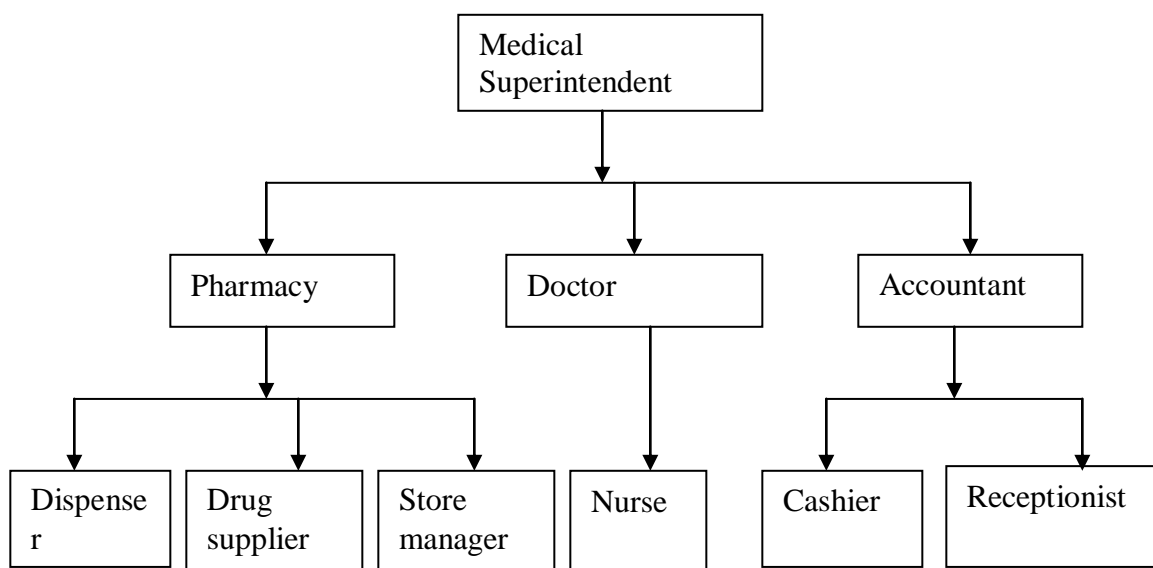 Medical
Superintendent
Pharmacy
Doctor
Accountant
Dispense
r
Drug
supplier
Store
manager
Nurse
Cashier
Receptionist